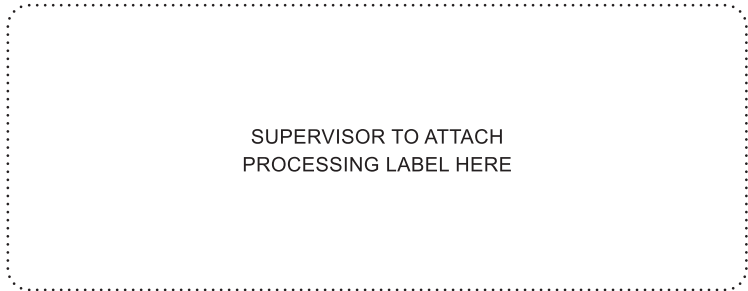 SUPERVISOR TO ATTACH
PROCESSING LABEL HERE